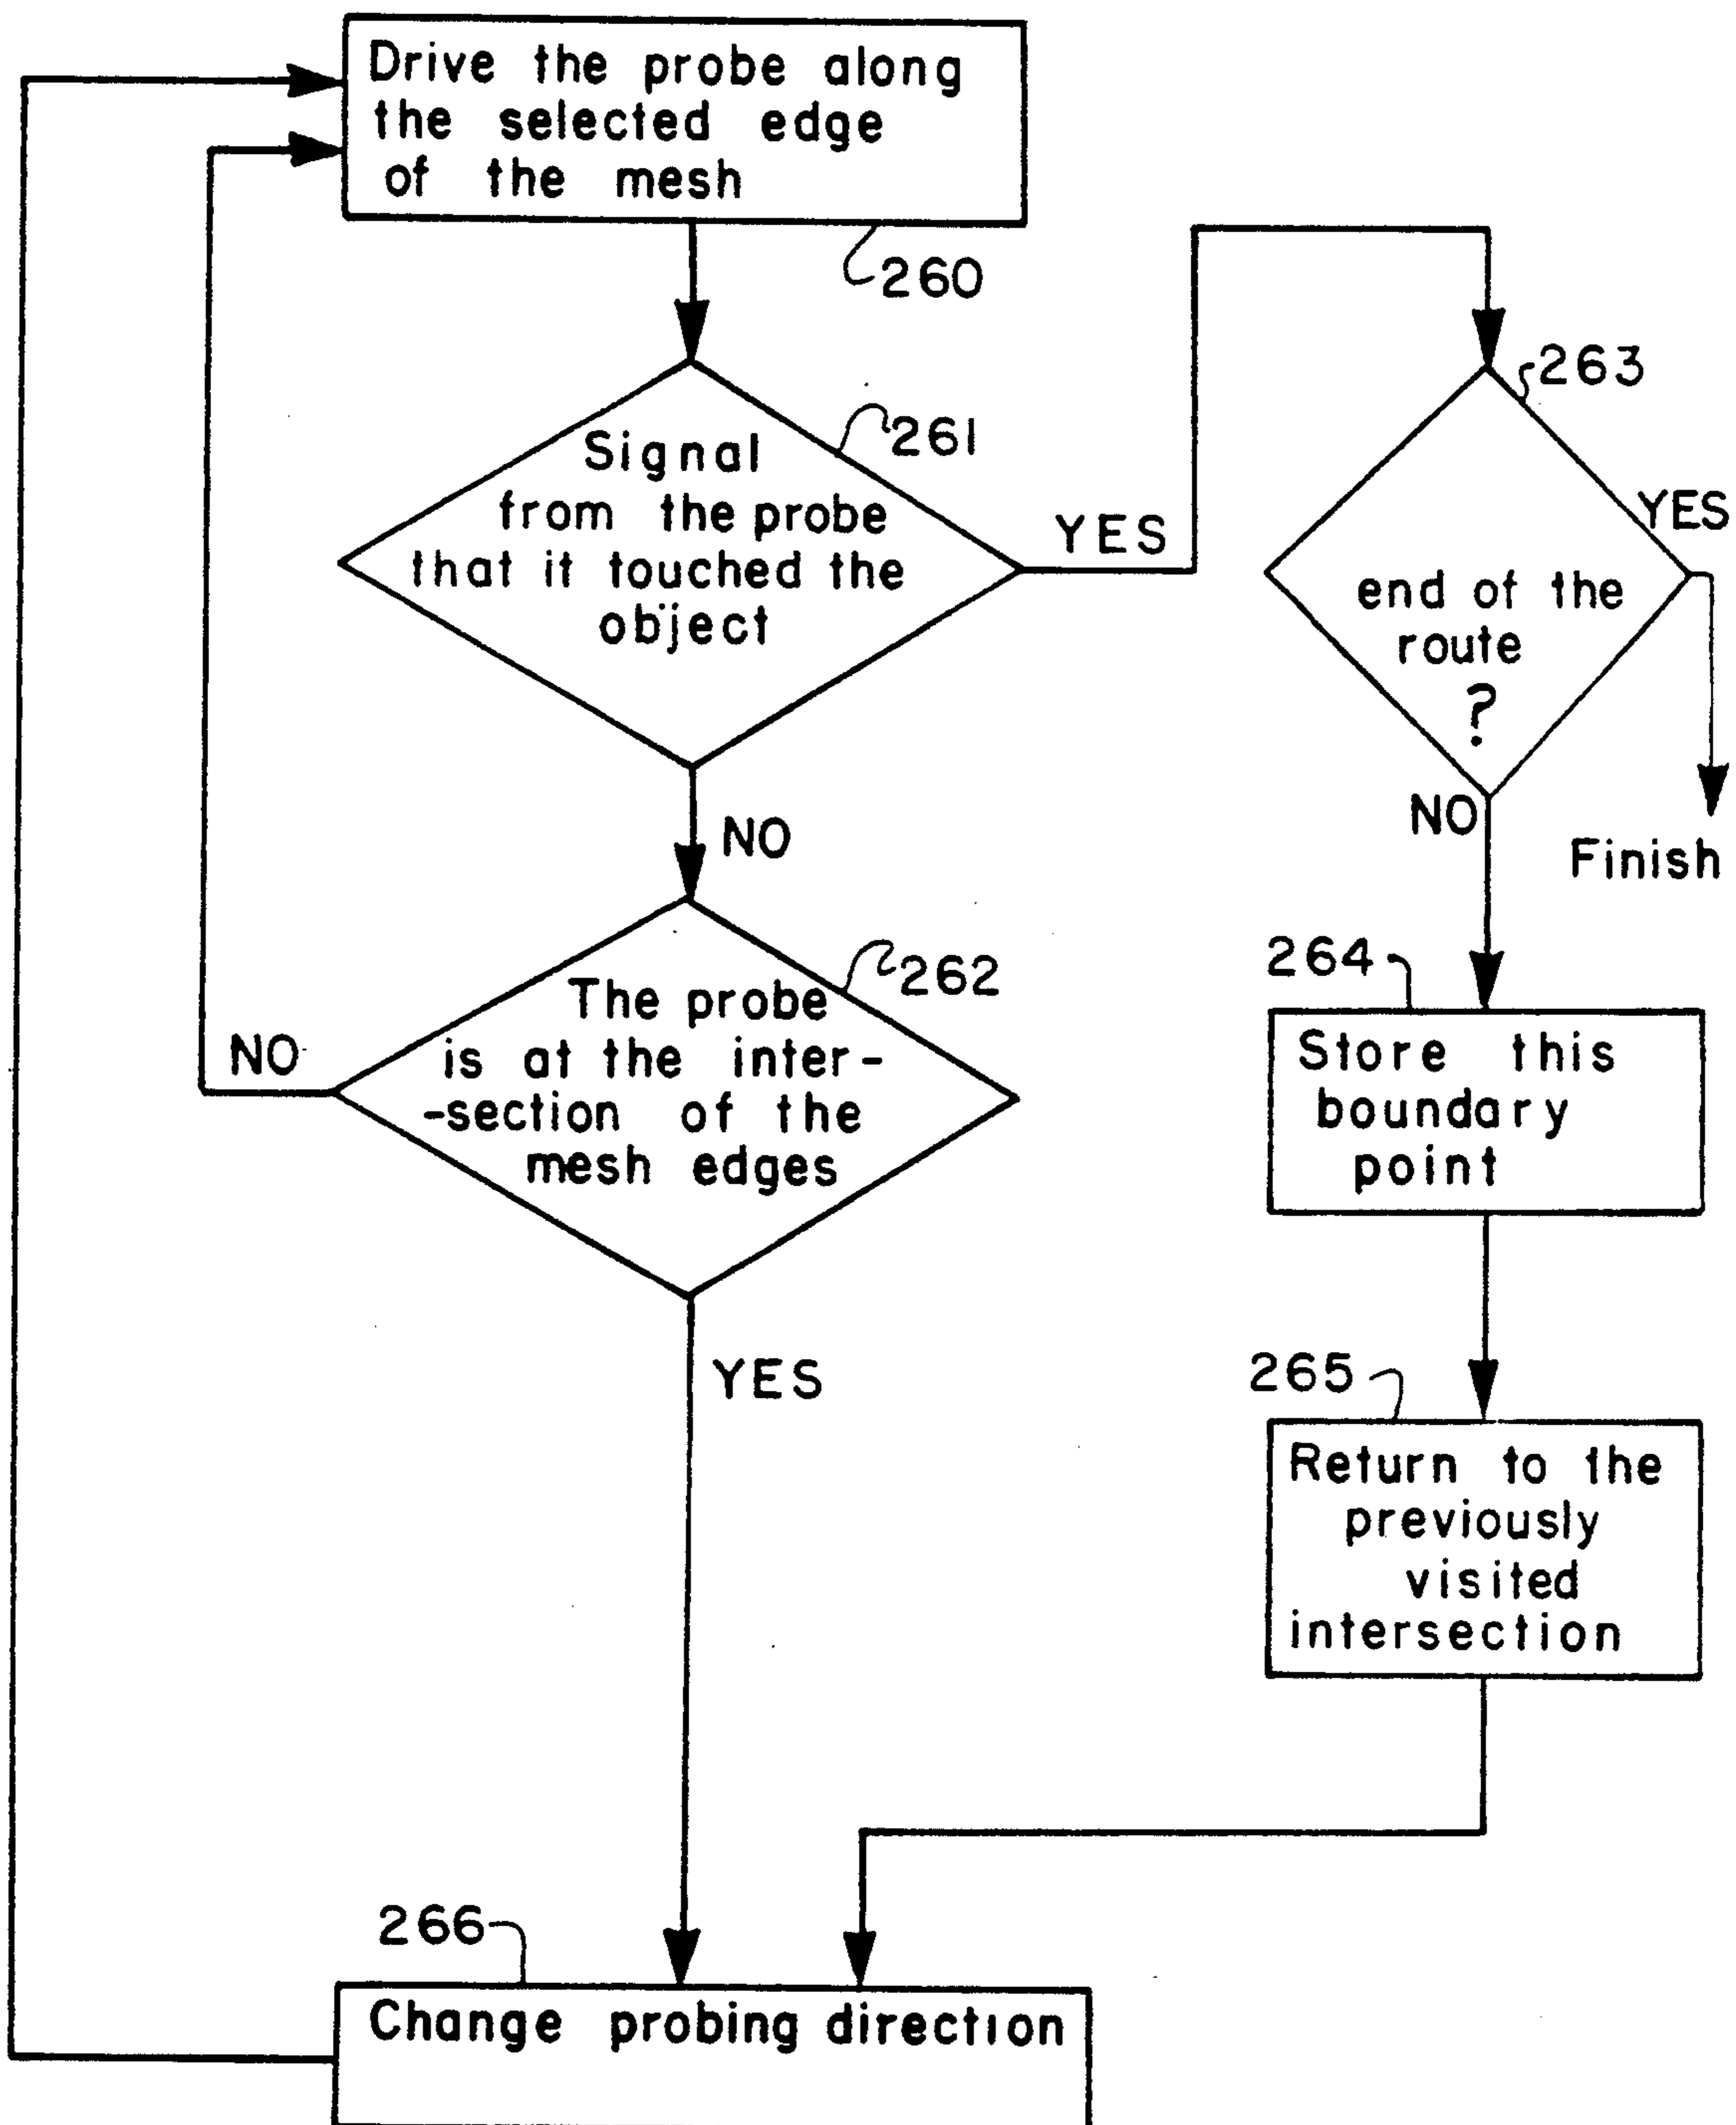 Drive the probe along
the selected edge
of the mesh
260
Signal
from the probe
that it touched the
object
261
YES
NO
263
end of the
route
?
YES
NO
Finish
The probe
is at the inter-
-section of the
mesh edges
262
NO
YES
264
Store this
boundary
point
265
Return to the
previously
visited
intersection
266
Change probing direction